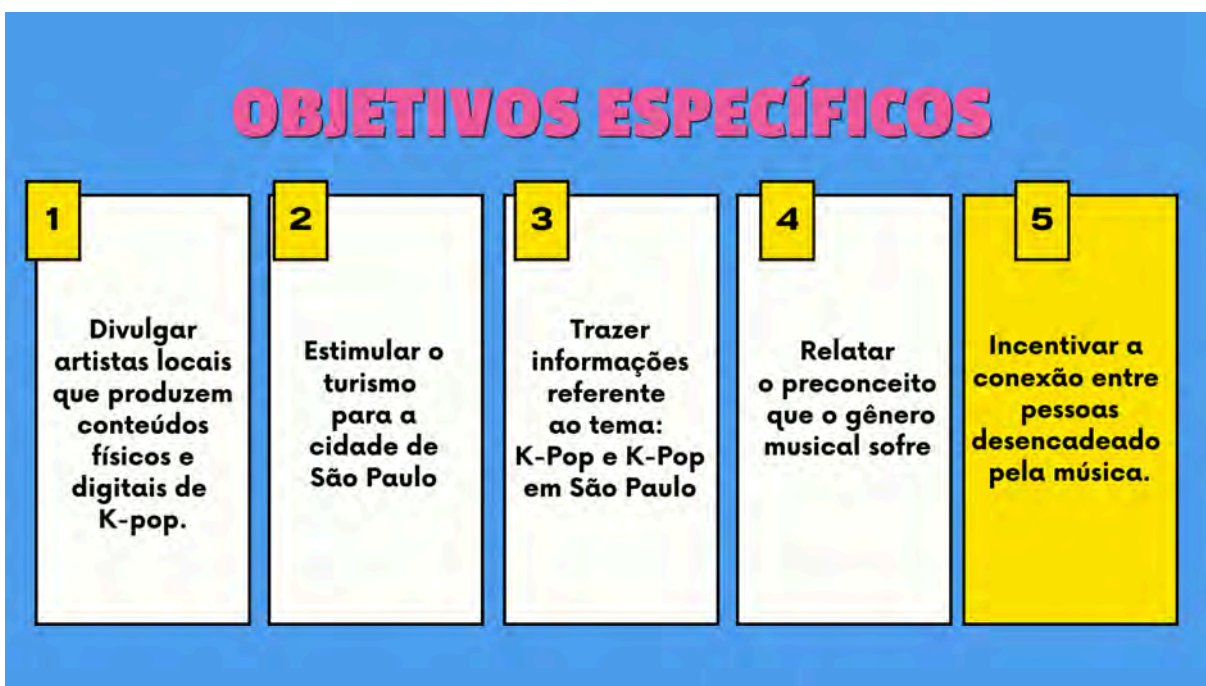 OBJETIVOS ESPECÍFICOS
1
Divulgar
artistas locais
que produzem
conteúdos
físicos e
digitais de
K-pop.
2
Estimular o
turismo
para a
cidade de
São Paulo
3
Trazer
informações
referente
ao tema:
K-Pop e K-Pop
em São Paulo
4
Relatar
o preconceito
que o gênero
musical sofre
5
Incentivar a
conexão entre
pessoas
desencadeado
pela música.